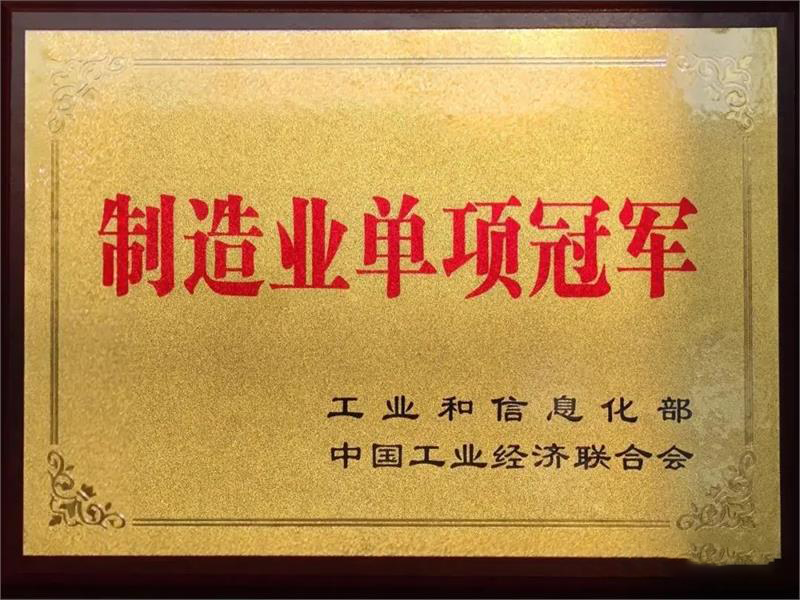 制造业单项冠军
工业和信息化部
中国工业经济联合会